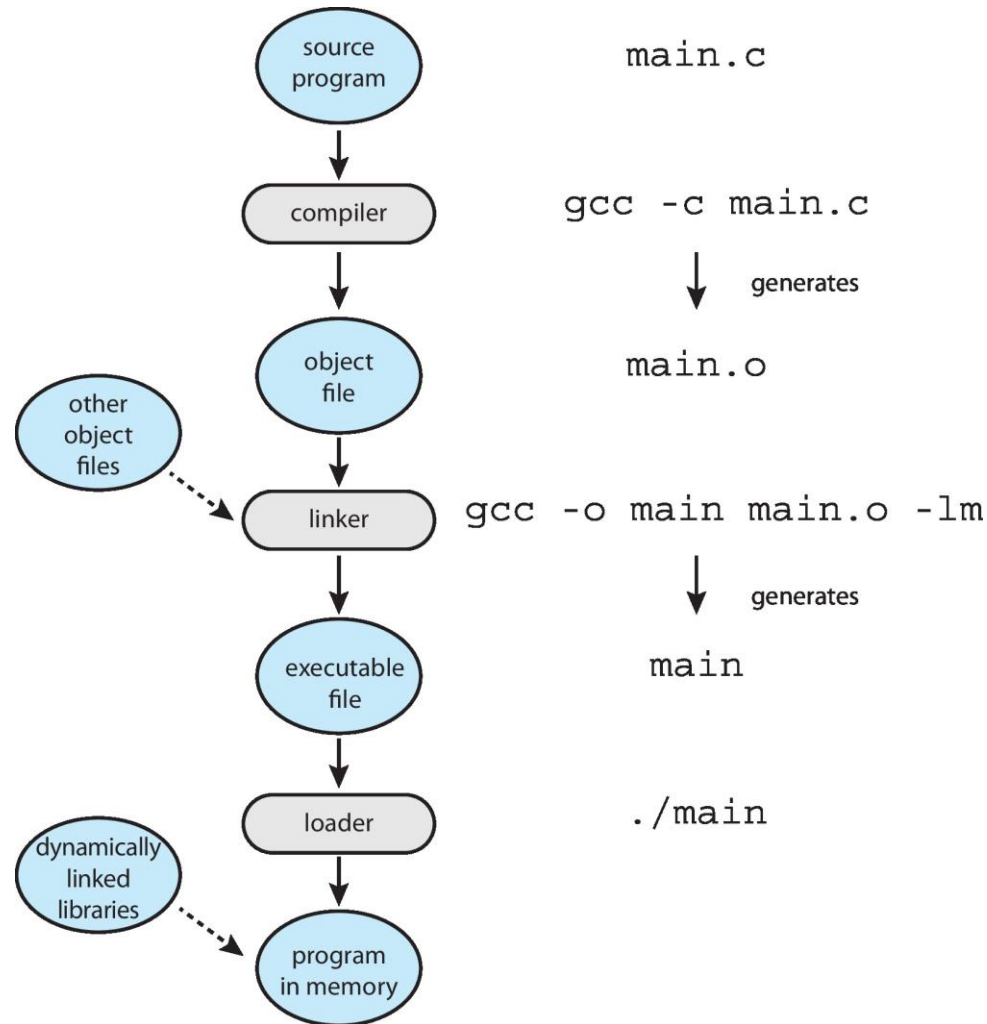 source
program
main.c
compiler
gcc -c main.c
generates
object
file
main.o
other
object
files
linker
gcc -o main main.o -lm
generates
executable
file
main
loader
./main
dynamically
linked
libraries
program
in memory